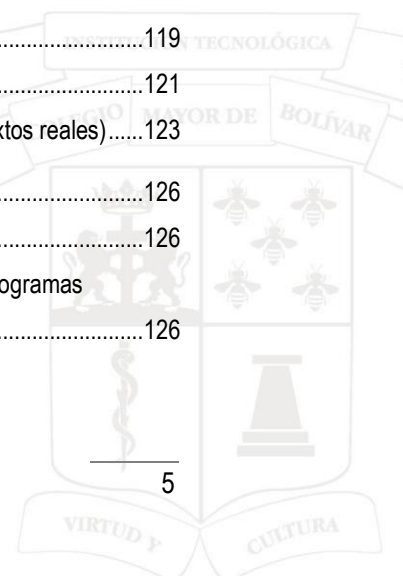 ............................119
............................121
xtos reales)......123
............................126
............................126
ogramas
............................126
5
INSTITUCIÓN TECNOLÓGICA
COLEGIO MAYOR DE BOLÍVAR
VIRTUD Y CULTURA